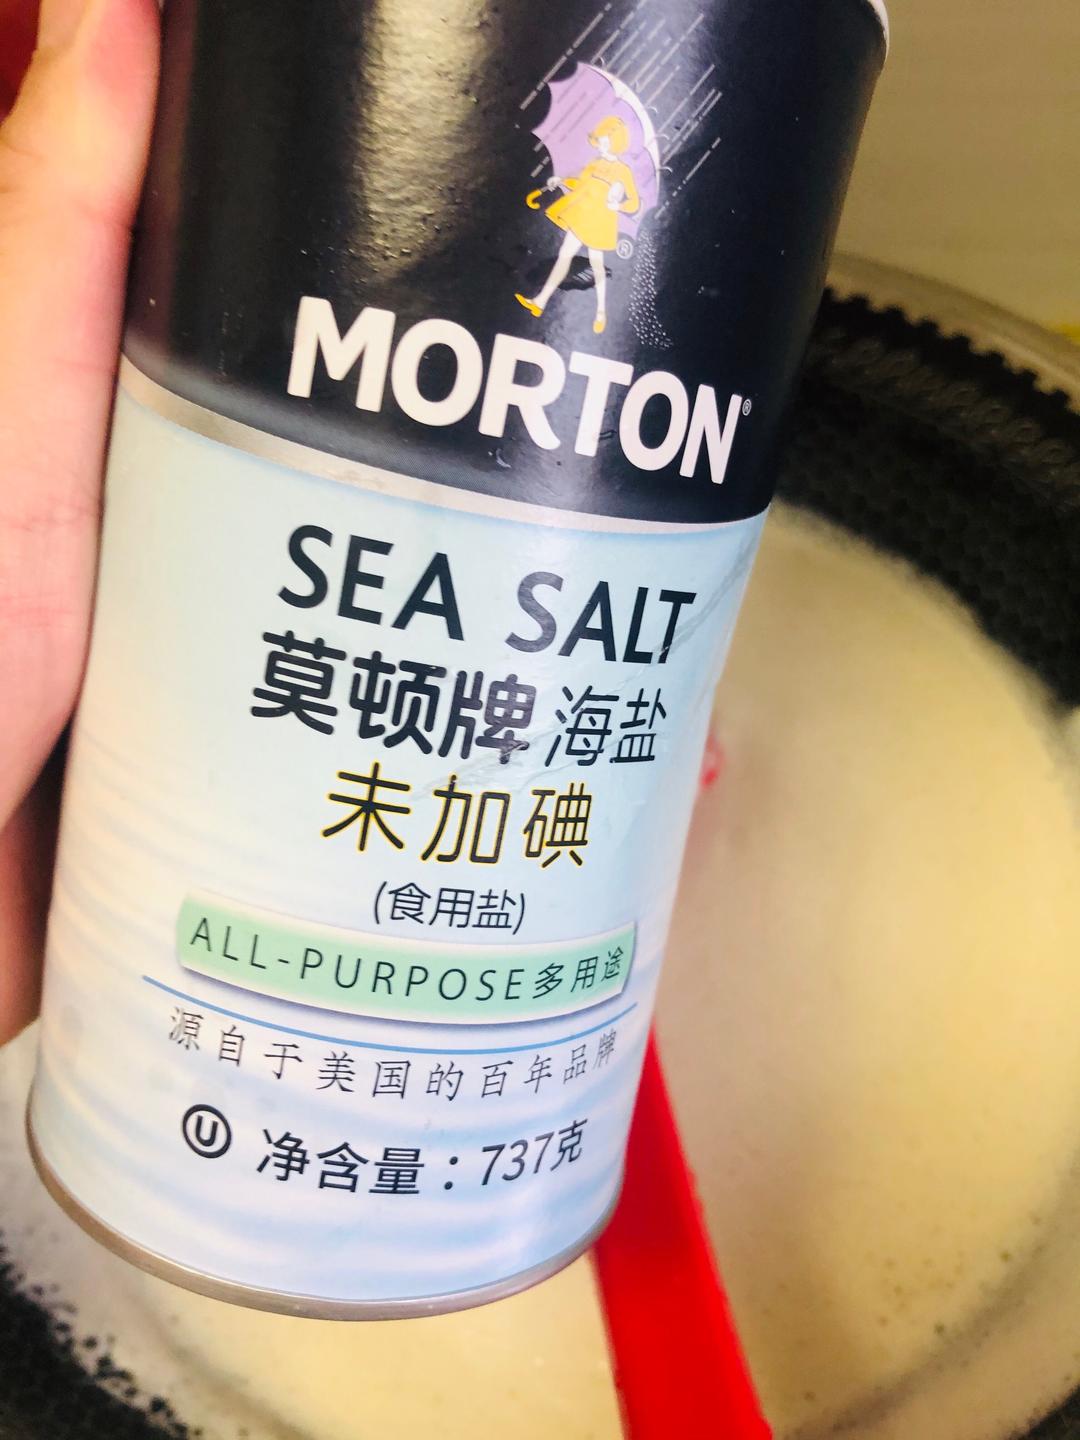 MORTON®
SEA SALT
莫顿牌 海盐
未加碘
(食用盐)
ALL-PURPOSE多用途
源自于美国的百年品牌
Ⓤ 净含量：737克